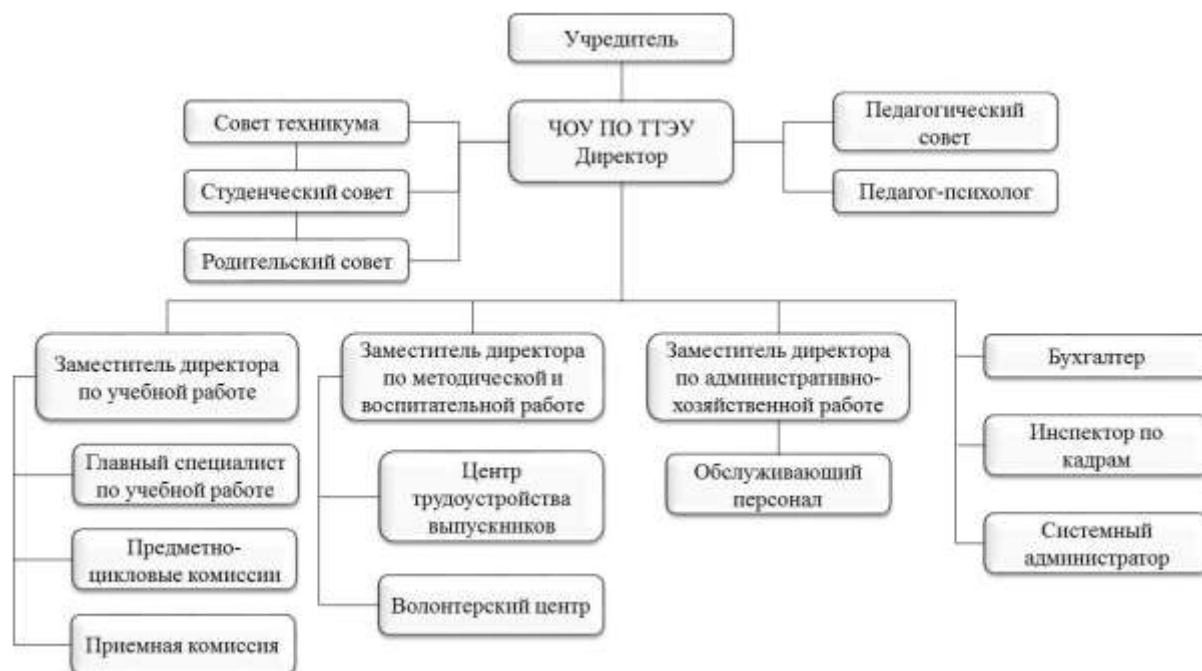 Учредитель
Совет техникума
Студенческий совет
Родительский совет
ЧОУ ПО ТГЭУ
Директор
Педагогический
совет
Педагог-психолог
Заместитель директора
по учебной работе
Главный специалист
по учебной работе
Предметно-
цикловые комиссии
Приемная комиссия
Заместитель директора
по методической и
воспитательной работе
Центр
трудоустройства
выпускников
Волонтерский центр
Заместитель директора
по административно-
хозяйственной работе
Обслуживающий
персонал
Бухгалтер
Инспектор по
кадрам
Системный
администратор